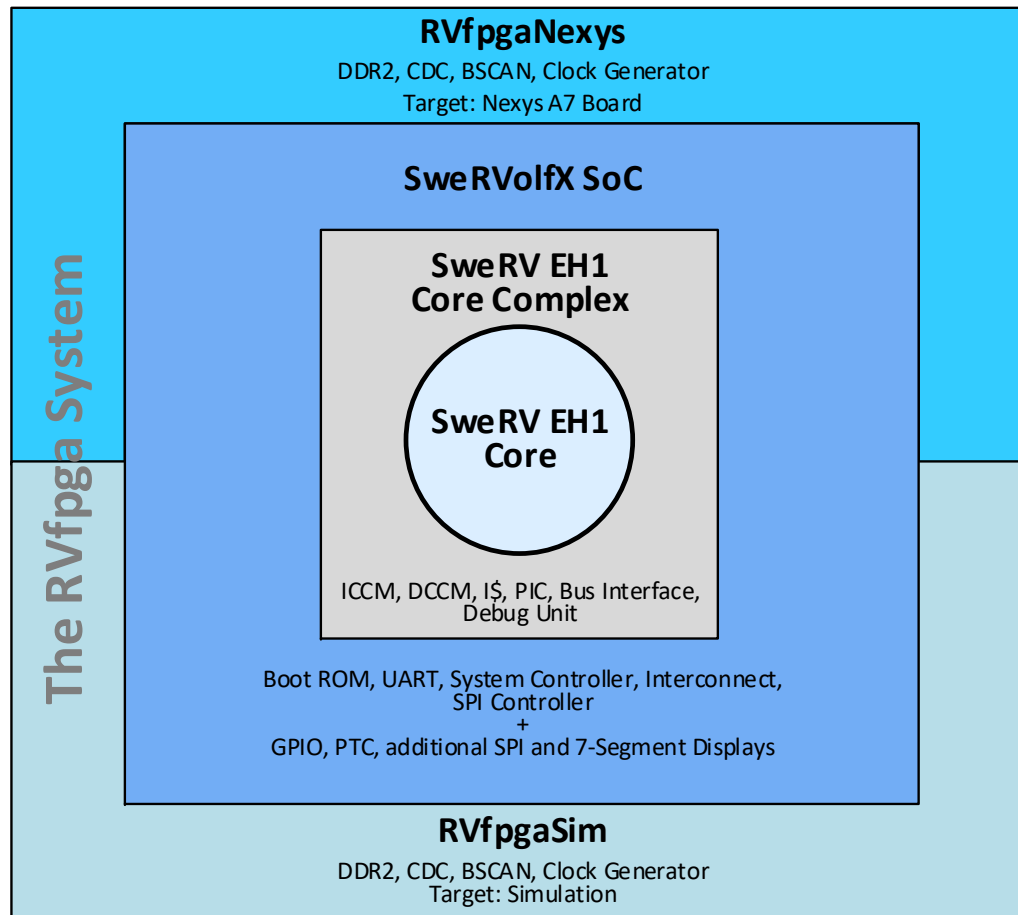 RVfpgaNexys
DDR2, CDC, BSCAN, Clock Generator
Target: Nexys A7 Board
SweRVolfX SoC
SweRV EH1
Core Complex
SweRV EH1
Core
ICCM, DCCM, I$, PIC, Bus Interface,
Debug Unit
Boot ROM, UART, System Controller, Interconnect,
SPI Controller
+
GPIO, PTC, additional SPI and 7-Segment Displays
RVfpgaSim
DDR2, CDC, BSCAN, Clock Generator
Target: Simulation
The RVfpga System